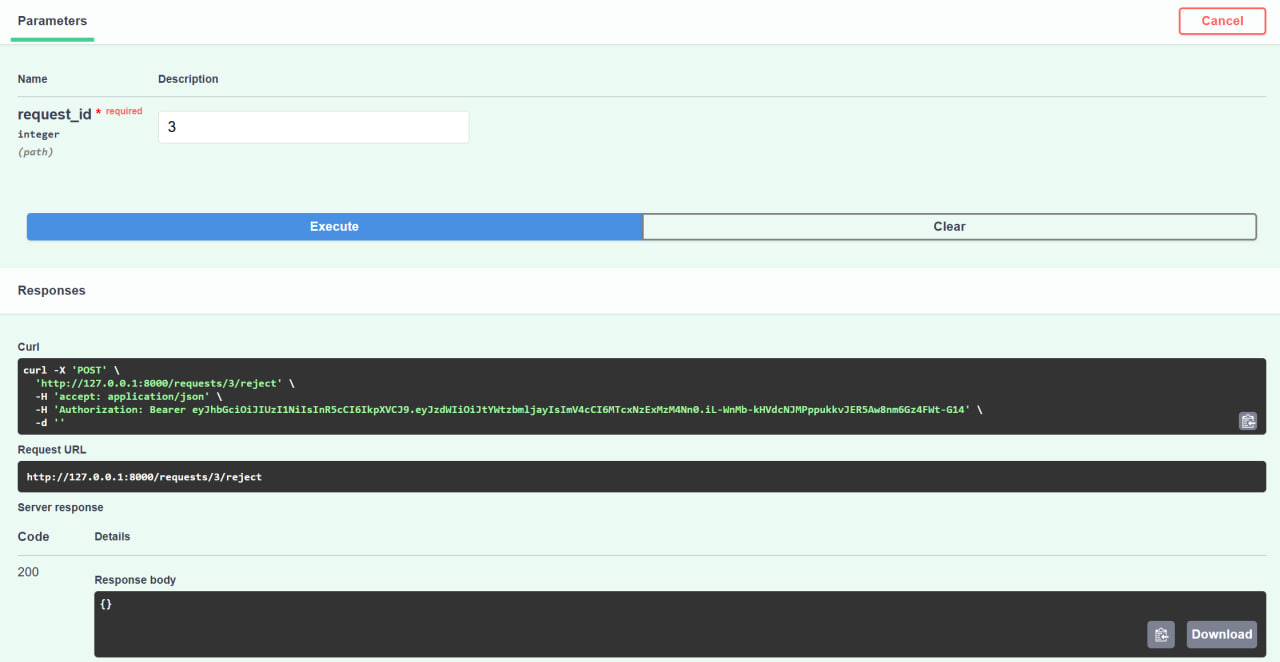 Parameters
Cancel
Name Description
request_id * required
integer
(path)
3
Execute Clear
Responses
Curl
curl -X 'POST' \
'http://127.0.0.1:8000/requests/3/reject' \
-H 'accept: application/json' \
-H 'Authorization: Bearer eyJhbGciOiJIUzI1NiIsInR5cCI6IkpXVCJ9.eyJzdWIiOiJtYWtzbmljayIsImV4cCI6MTcxNzExMzM4Nn0.iL-WnMb-kHVdcNJMPppukkvJER5Aw8nm6Gz4FWt-G14' \
-d ''
Request URL
http://127.0.0.1:8000/requests/3/reject
Server response
Code Details
200
Response body
{}
Download